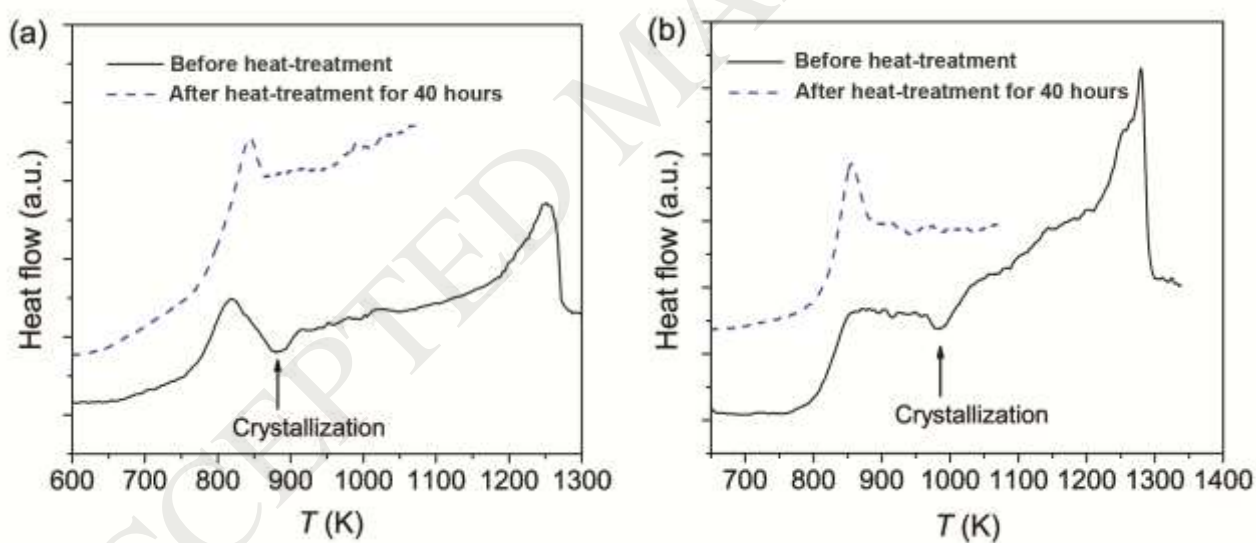 (a)
Before heat-treatment
After heat-treatment for 40 hours
Heat flow (a.u.)
Crystallization
600 700 800 900 1000 1100 1200 1300
T (K)
(b)
Before heat-treatment
After heat-treatment for 40 hours
Heat flow (a.u.)
Crystallization
700 800 900 1000 1100 1200 1300 1400
T (K)
CCEPTED MA